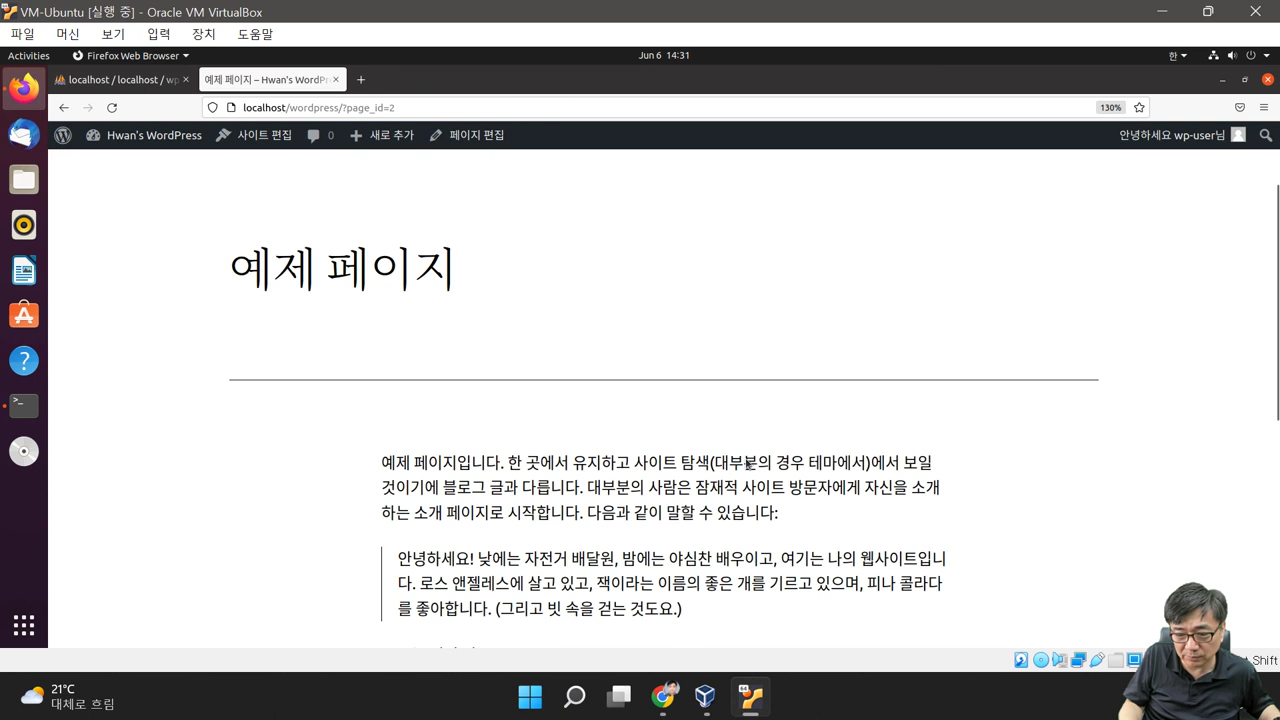 VM-Ubuntu [실행 중] - Oracle VM VirtualBox
파일 머신 보기 입력 장치 도움말
Activities Firefox Web Browser Jun 6 14:31 한
localhost / localhost / wp 예제 페이지 – Hwan's WordPr
localhost/wordpress/?page_id=2 130%
Hwan's WordPress 사이트 편집 0 새로 추가 페이지 편집 안녕하세요 wp-user님
예제 페이지
예제 페이지입니다. 한 곳에서 유지하고 사이트 탐색(대부분의 경우 테마에서)에서 보일
것이기에 블로그 글과 다릅니다. 대부분의 사람은 잠재적 사이트 방문자에게 자신을 소개
하는 소개 페이지로 시작합니다. 다음과 같이 말할 수 있습니다:
안녕하세요! 낮에는 자전거 배달원, 밤에는 야심찬 배우이고, 여기는 나의 웹사이트입니
다. 로스 앤젤레스에 살고 있고, 잭이라는 이름의 좋은 개를 기르고 있으며, 피나 콜라다
를 좋아합니다. (그리고 빗 속을 걷는 것도요.)
Shift
21°C
대체로 흐림